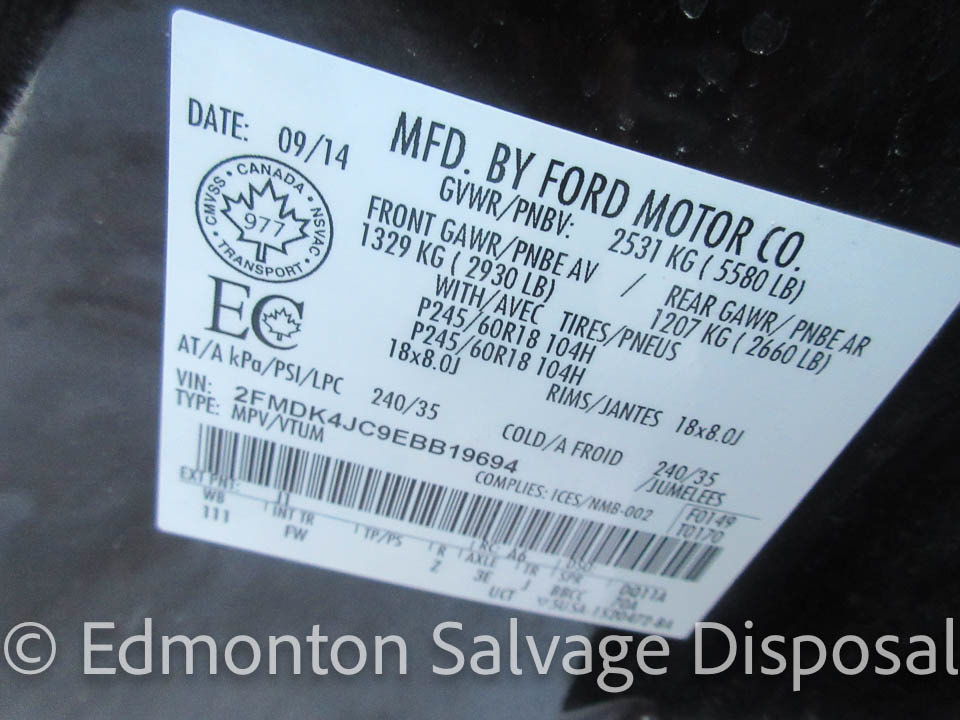 MFD. BY FORD MOTOR CO.
DATE: 09/14
GVWR/PNBV: 2531 KG ( 5580 LB)
FRONT GAWR/PNBE AV / REAR GAWR/ PNBE AR
1329 KG ( 2930 LB) 1207 KG ( 2660 LB)
WITH/AVEC TIRES/PNEUS
P245/60R18 104H
P245/60R18 104H
18x8.0J RIMS/JANTES 18x8.0J
AT/A kPa/PSI/LPC 240/35 COLD/A FROID 240/35
/JUMELEES
CMVSS · CANADA · NSVAC · TRANSPORT ·
977
EC
VIN: 2FMDK4JC9EBB19694
TYPE: MPV/VTUM
COMPLIES: ICES/NMB-002
F0149
T0170
EXT PNT: J1 RC: A6 DSO
WB INT TR TP/PS R AXLE TR SPR
111 FW Z 3E J BBCC
UCT
© Edmonton Salvage Disposal